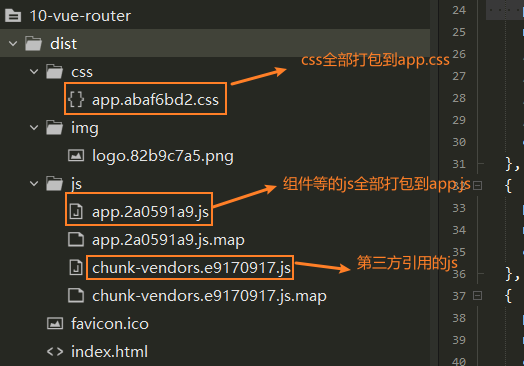 10-vue-router
dist
css
css全部打包到app.css
app.abaf6bd2.css
img
logo.82b9c7a5.png
js
组件等的js全部打包到app.js
app.2a0591a9.js
app.2a0591a9.js.map
chunk-vendors.e9170917.js
第三方引用的js
chunk-vendors.e9170917.js.map
favicon.ico
<> index.html
24
25
26
27
28
29
30
31 },
32 {
33
34
35
36 },
37 {
38
39
40